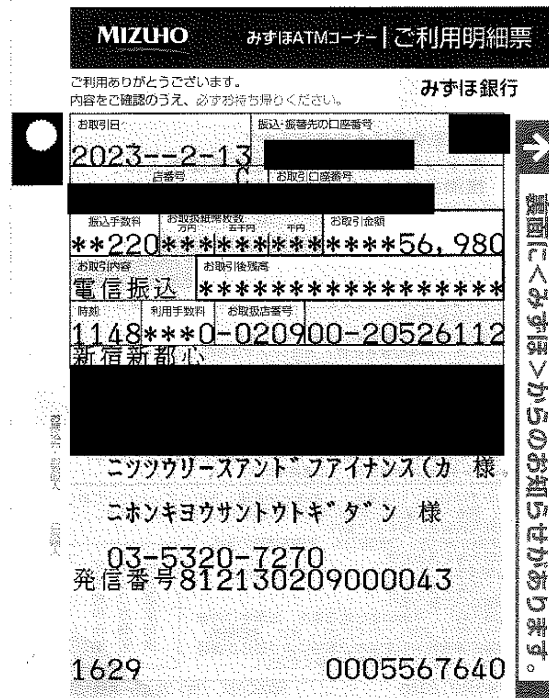 MIZUHO みずほATMコーナー ご利用明細票
ご利用ありがとうございます。
内容をご確認のうえ、必ずお持ち帰りください。
みずほ銀行
お取引日 振込・振替先の口座番号
2023--2-13
店番号 お取引口座番号
振込手数料 お取扱紙幣枚数 お取引金額
万円 五千円 千円
**220*************56,980
お取引内容 お取引後残高
電信振込 *****************
時刻 利用手数料 お取扱店番号
1148***0-020900-20526112
新宿新都心
ニツツウリースアンド゛フアイナンス(カ 様
ニホンキヨウサントウトギ゛ダ゛ン 様
03-5320-7270
発信番号812130209000043
1629 0005567640
裏面に<みずほ>からのお知らせがあります。